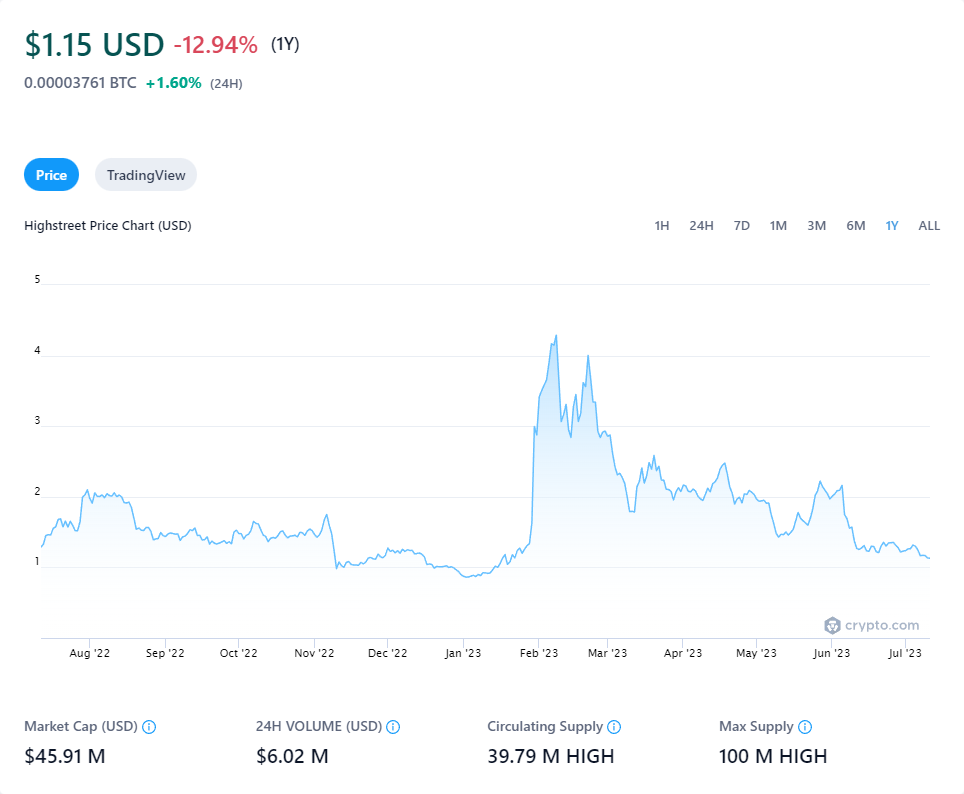 $1.15 USD -12.94% (1Y)
0.00003761 BTC +1.60% (24H)
Price TradingView
Highstreet Price Chart (USD) 1H 24H 7D 1M 3M 6M 1Y ALL
5
4
3
2
1
crypto.com
Aug '22 Sep '22 Oct '22 Nov '22 Dec '22 Jan '23 Feb '23 Mar '23 Apr '23 May '23 Jun '23 Jul '23
Market Cap (USD) 24H VOLUME (USD) Circulating Supply Max Supply
$45.91 M $6.02 M 39.79 M HIGH 100 M HIGH